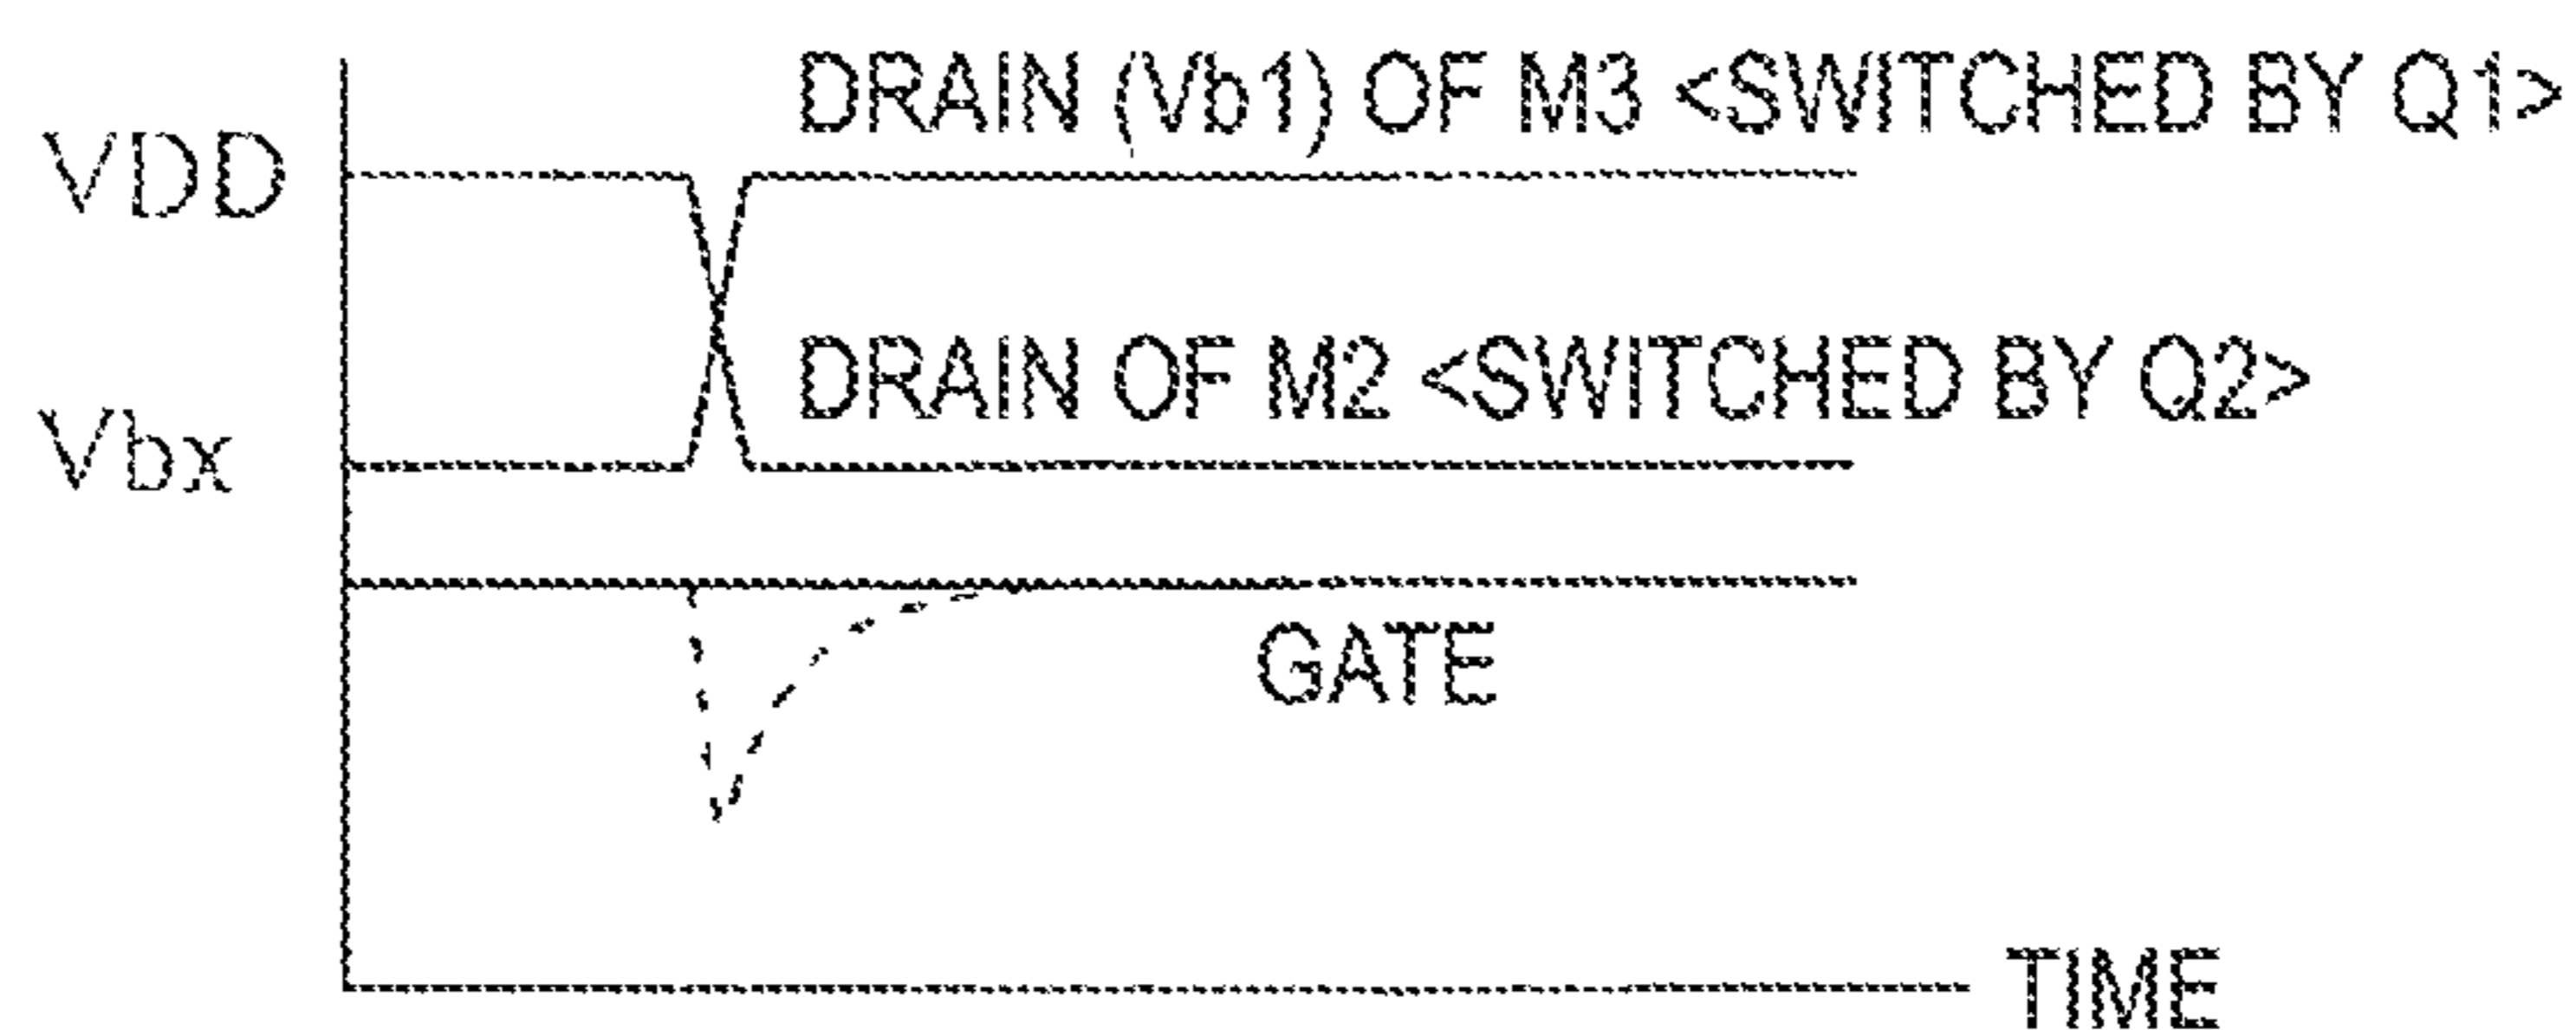 DRAIN (Vb1) OF M3 <SWITCHED BY Q1>
VDD
DRAIN OF M2 <SWITCHED BY Q2>
Vbx
GATE
TIME